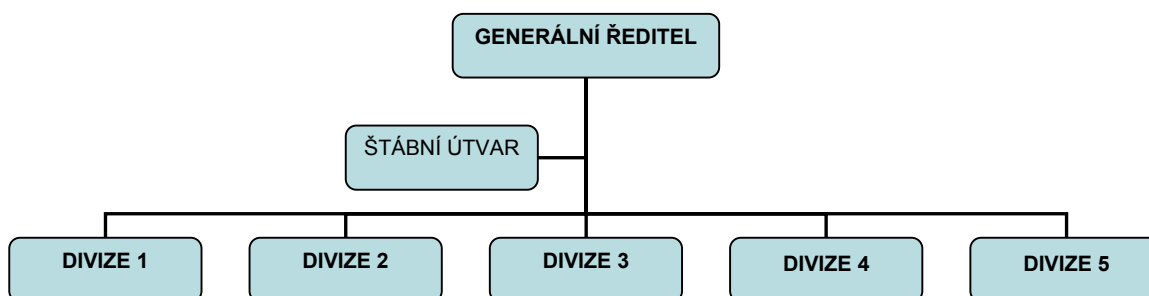 GENERÁLNÍ ŘEDITEL
ŠTÁBNÍ ÚTVAR
DIVIZE 1
DIVIZE 2
DIVIZE 3
DIVIZE 4
DIVIZE 5